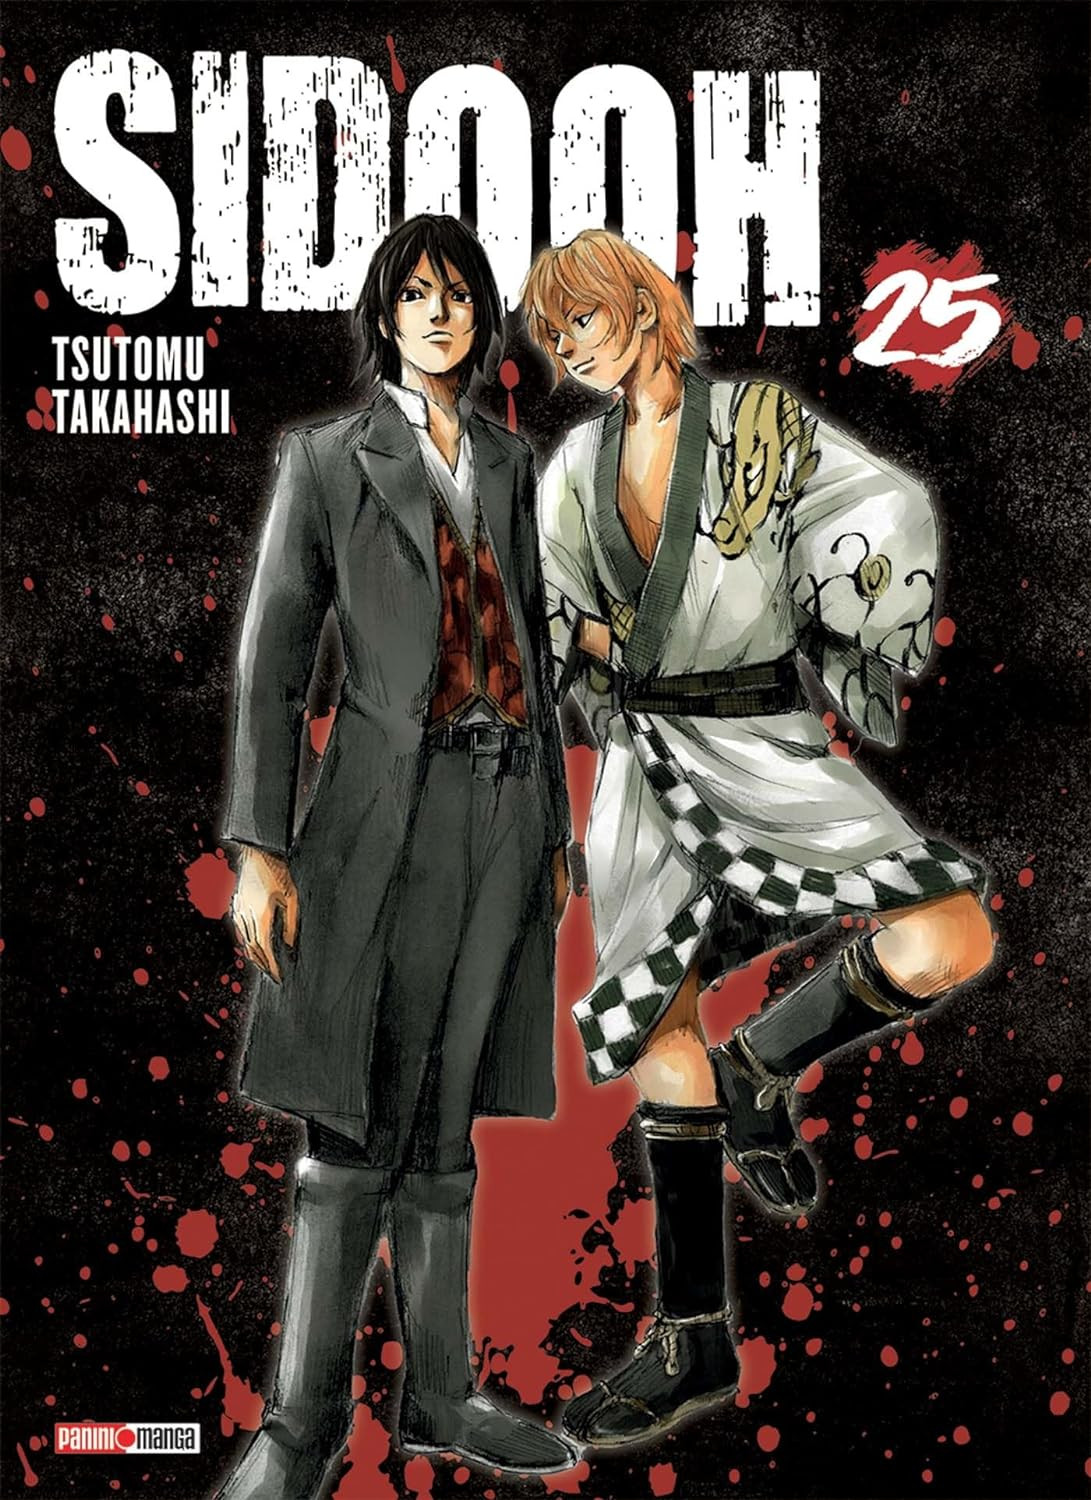 SIDOOH
25
TSUTOMU
TAKAHASHI
PANINI manga